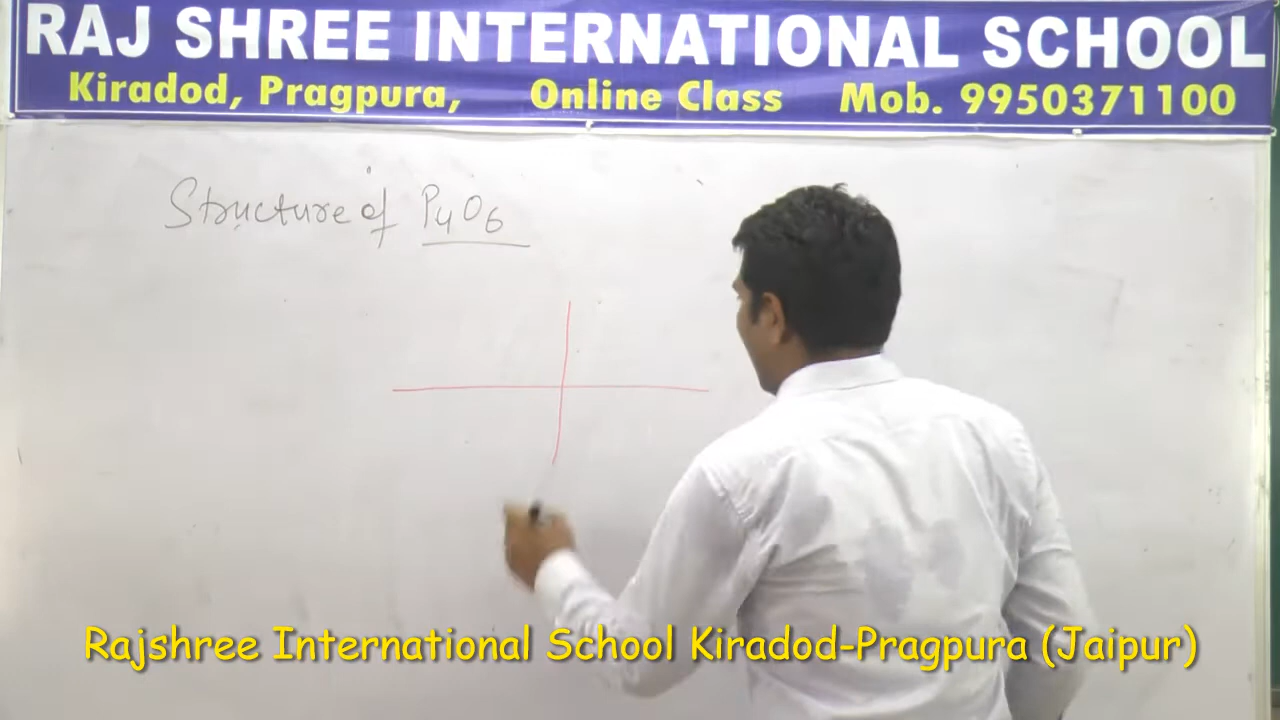 RAJ SHREE INTERNATIONAL SCHOOL
Kiradod, Pragpura, Online Class Mob. 9950371100
Structure of P4O6
Rajshree International School Kiradod-Pragpura (Jaipur)